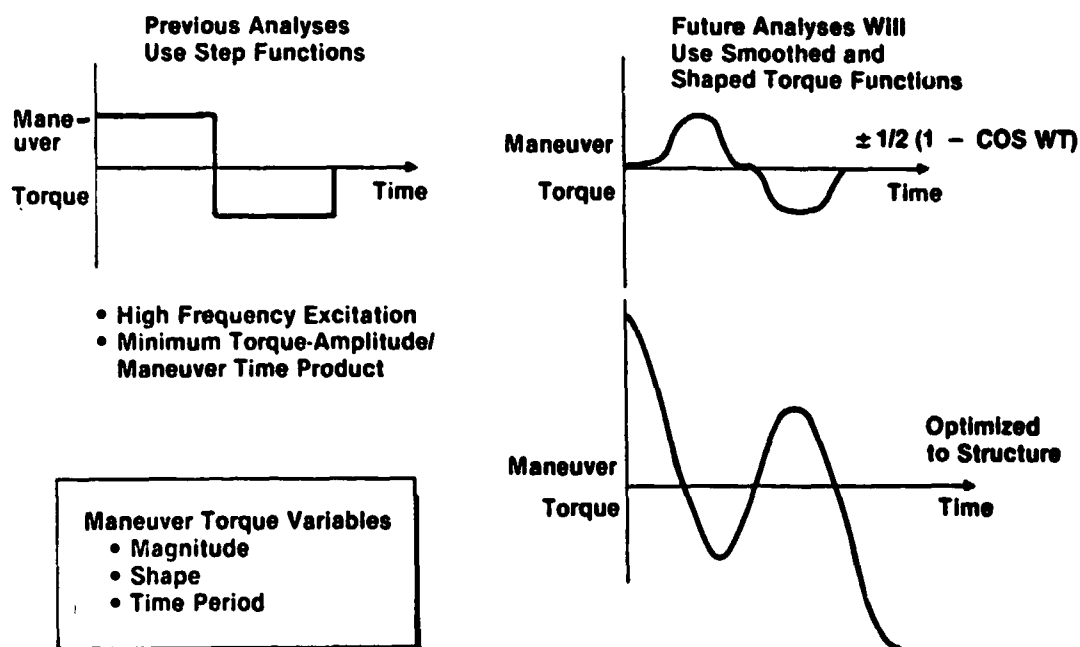 Previous Analyses
Use Step Functions
Mane-
uver
Torque
Time
• High Frequency Excitation
• Minimum Torque-Amplitude/
Maneuver Time Product
Maneuver Torque Variables
• Magnitude
• Shape
• Time Period
Future Analyses Will
Use Smoothed and
Shaped Torque Functions
Maneuver
Torque
± 1/2 (1 – COS WT)
Time
Maneuver
Torque
Optimized
to Structure
Time